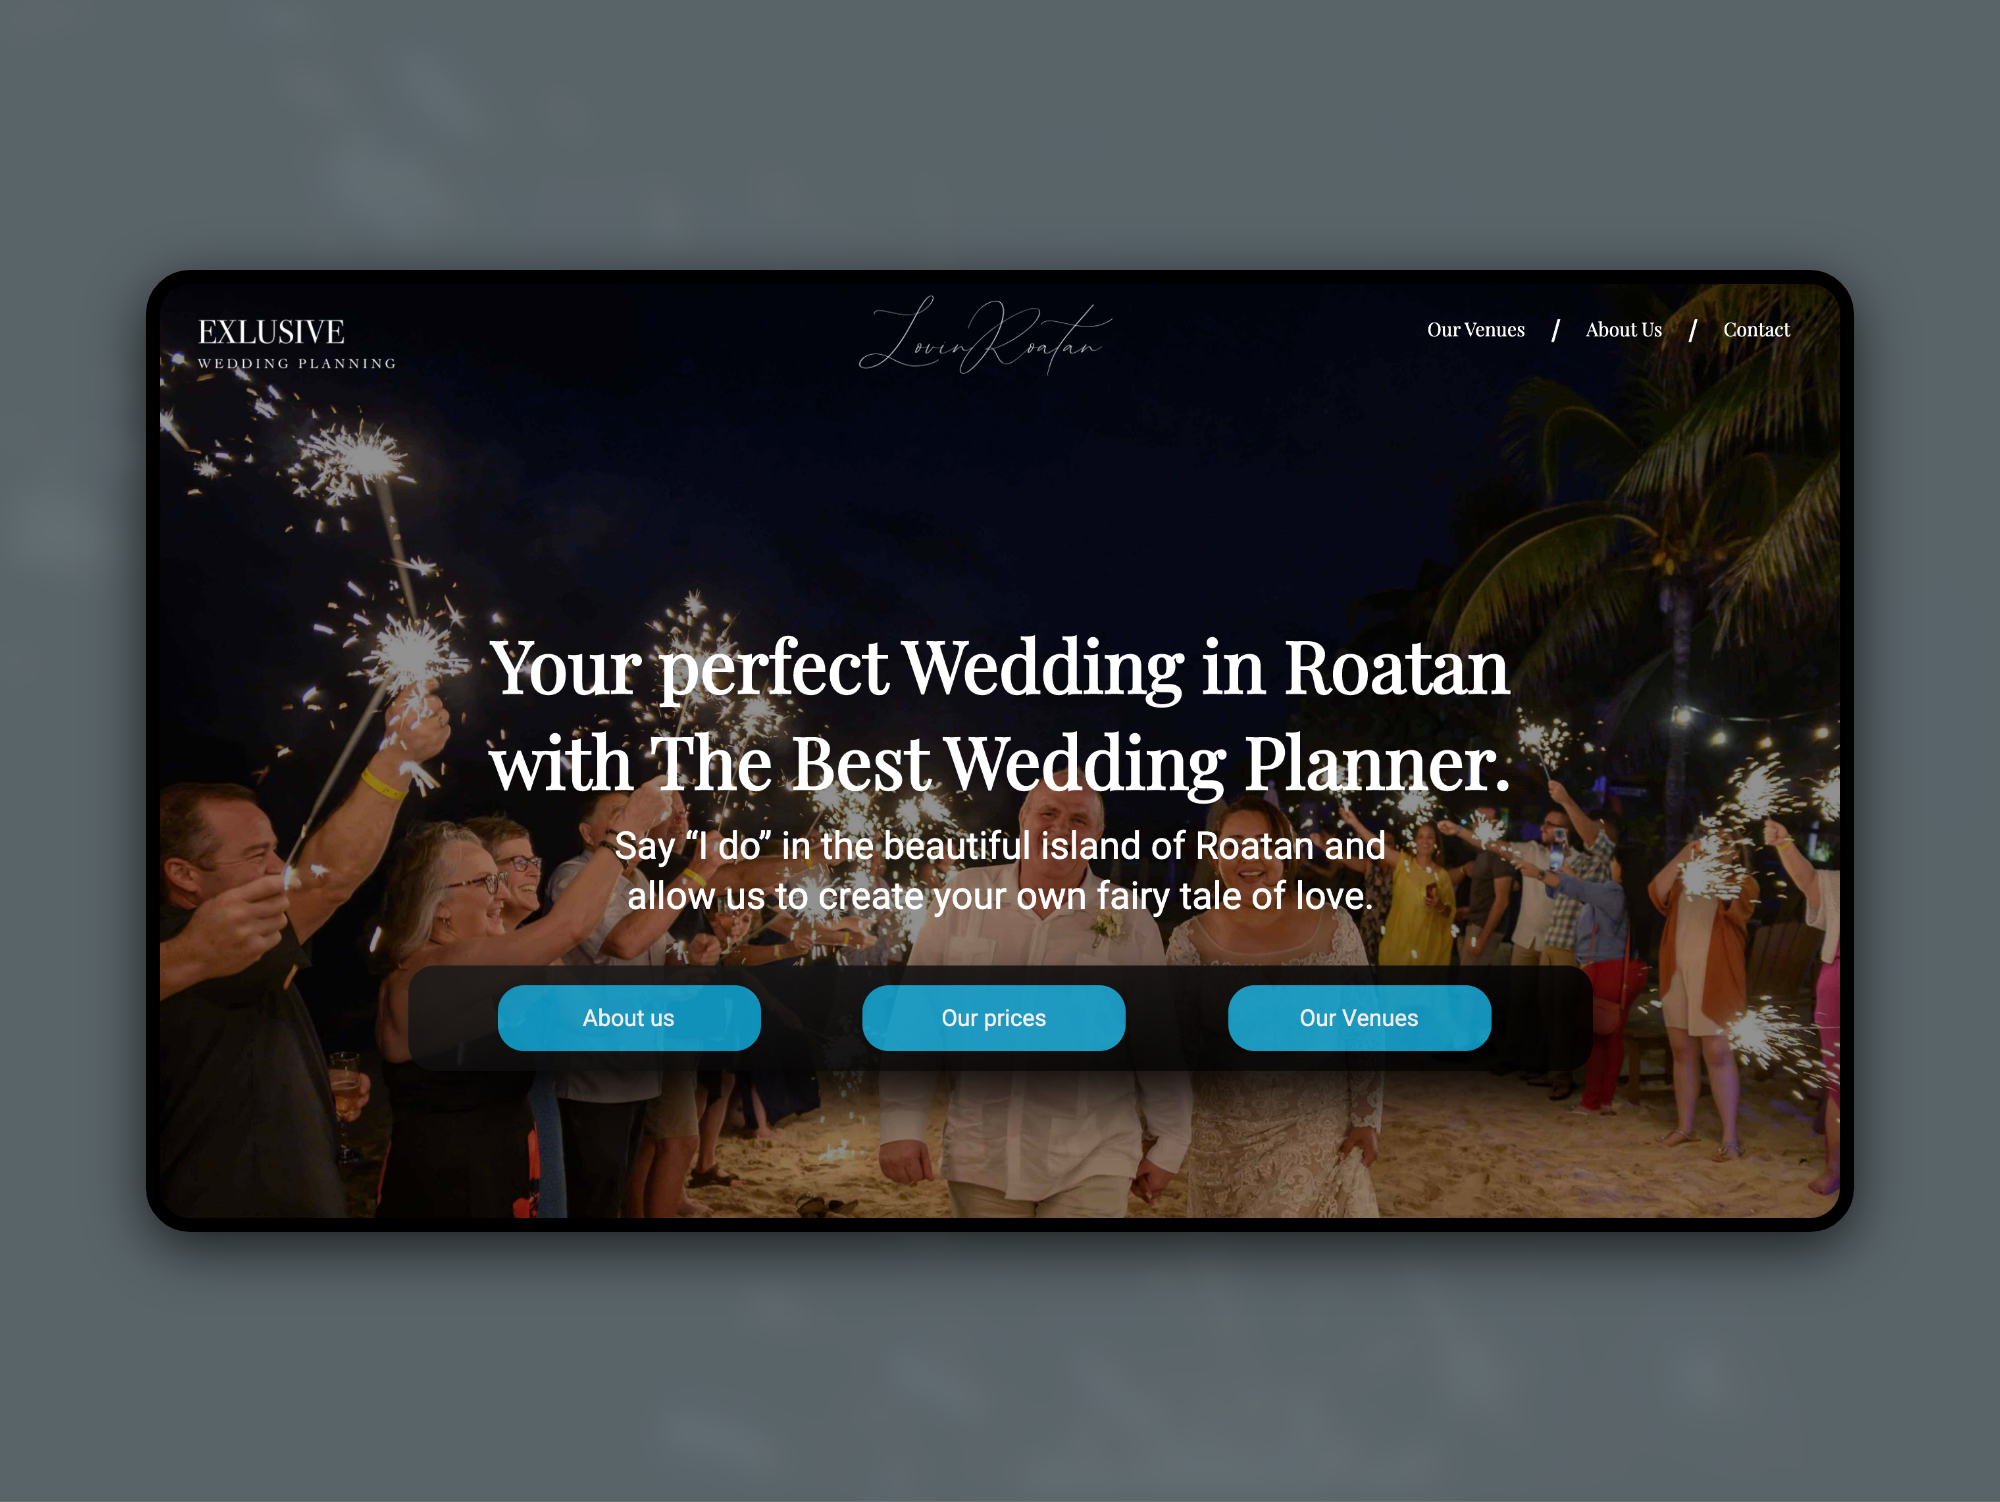 EXLUSIVE
WEDDING PLANNING
LovinRoatan
Our Venues / About Us / Contact
Your perfect Wedding in Roatan
with The Best Wedding Planner.
Say “I do” in the beautiful island of Roatan and
allow us to create your own fairy tale of love.
About us
Our prices
Our Venues